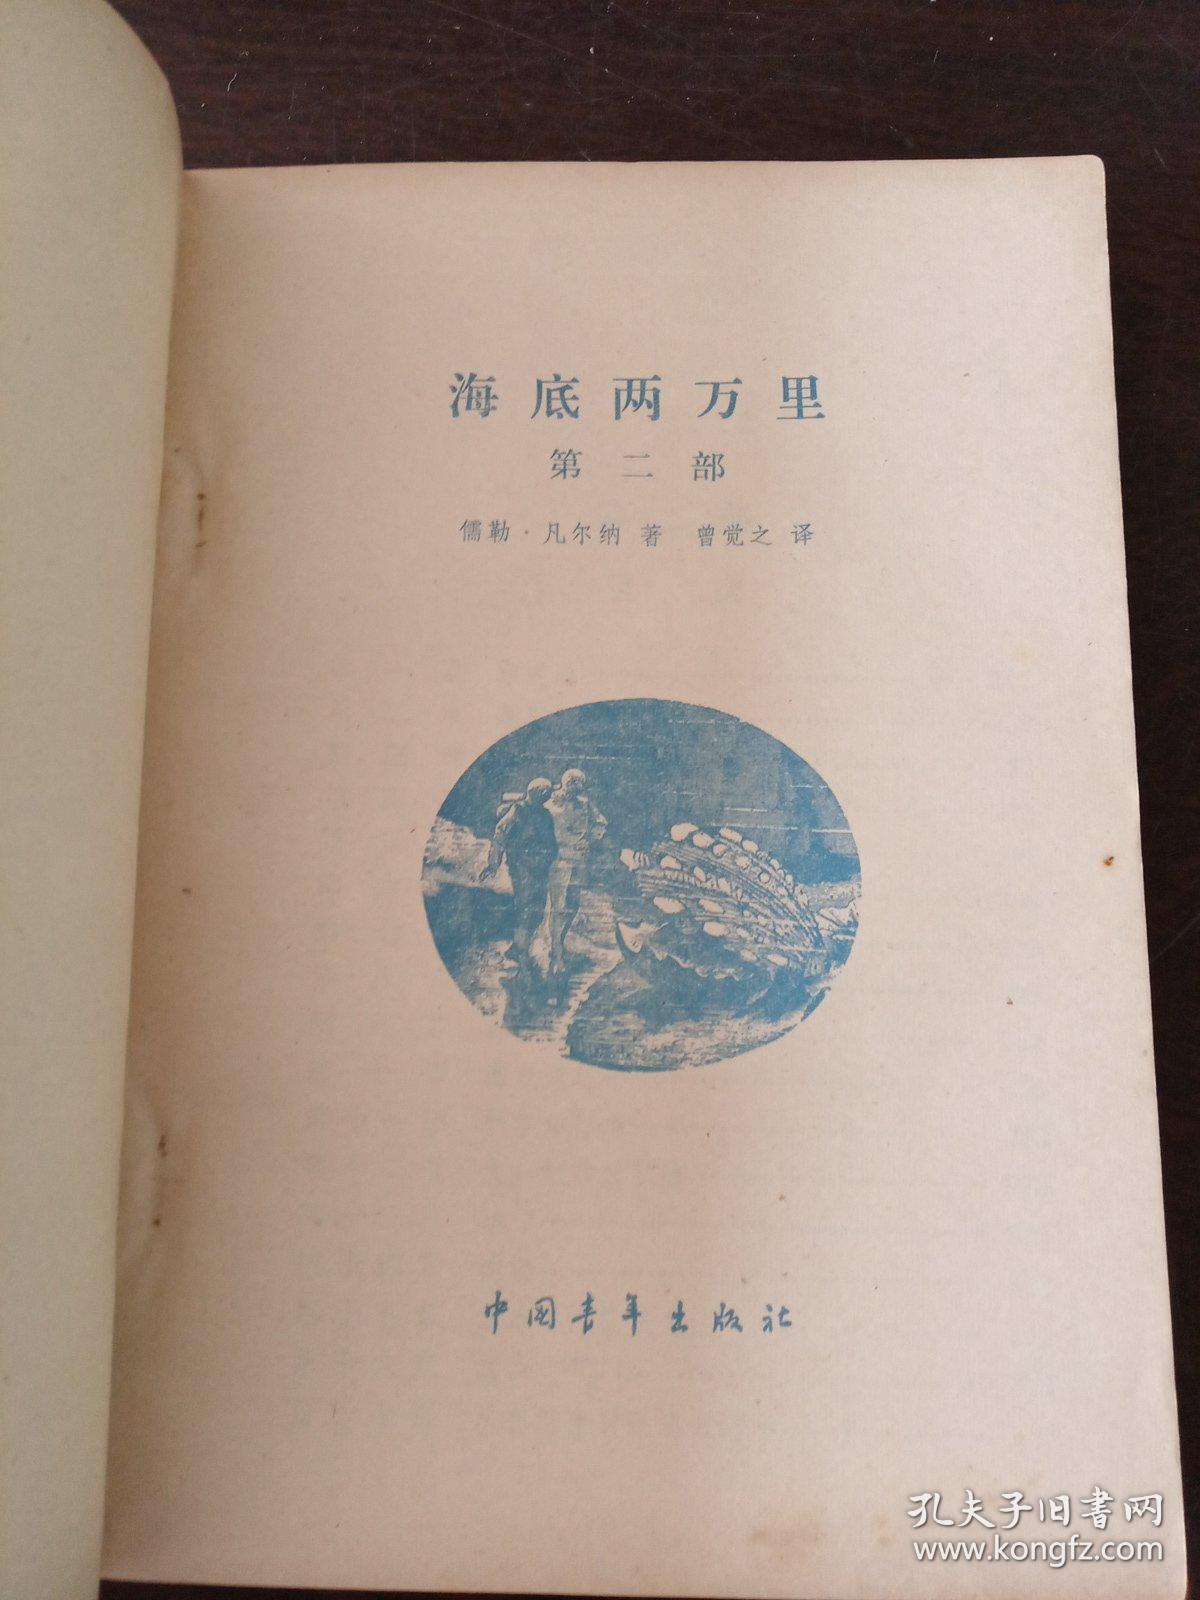 海底两万里
第二部
儒勒·凡尔纳 著 曾觉之 译
中国青年出版社
孔夫子旧书网
www.kongfz.com